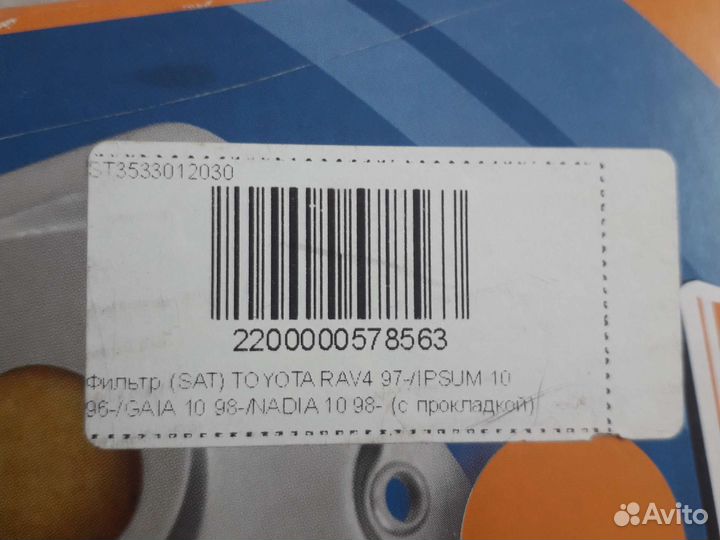 ST3533012030
2200000578563
Фильтр (SAT) TOYOTA RAV4 97-/IPSUM 10
96-/GAIA 10 98-/NADIA 10 98- (с прокладкой)
Avito